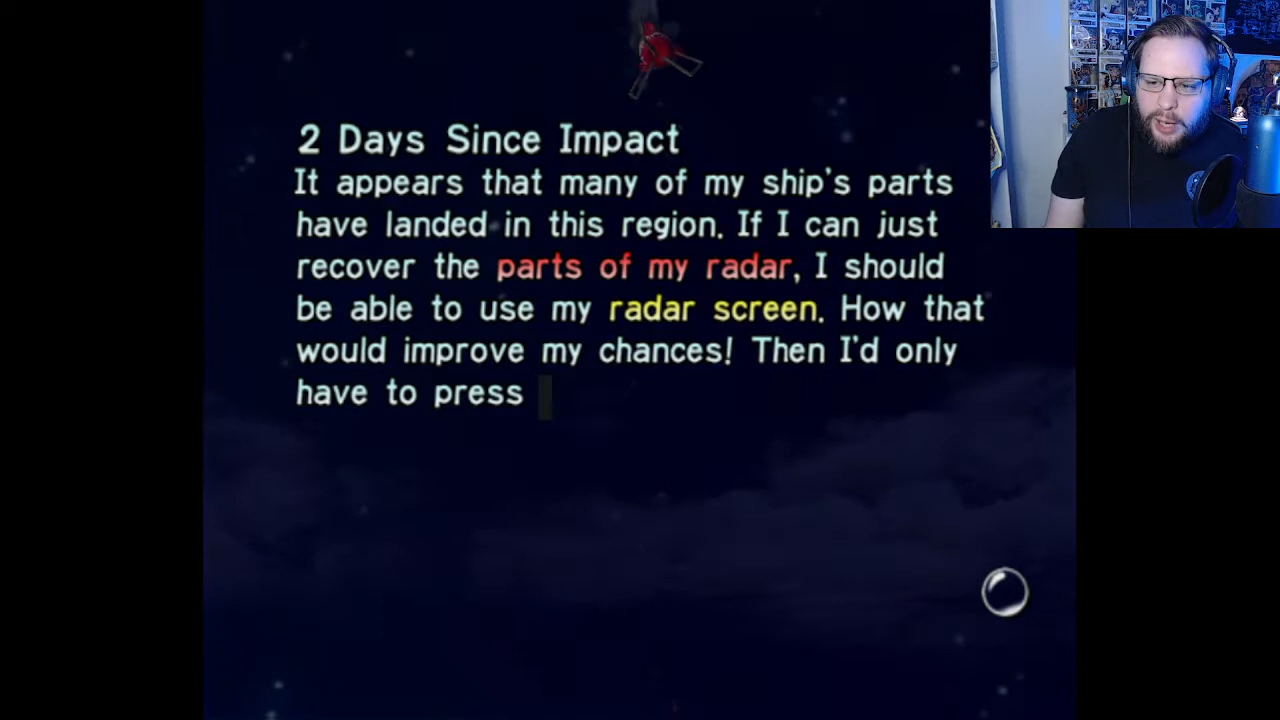 2 Days Since Impact
It appears that many of my ship's parts
have landed in this region. If I can just
recover the parts of my radar, I should
be able to use my radar screen. How that
would improve my chances! Then I'd only
have to press